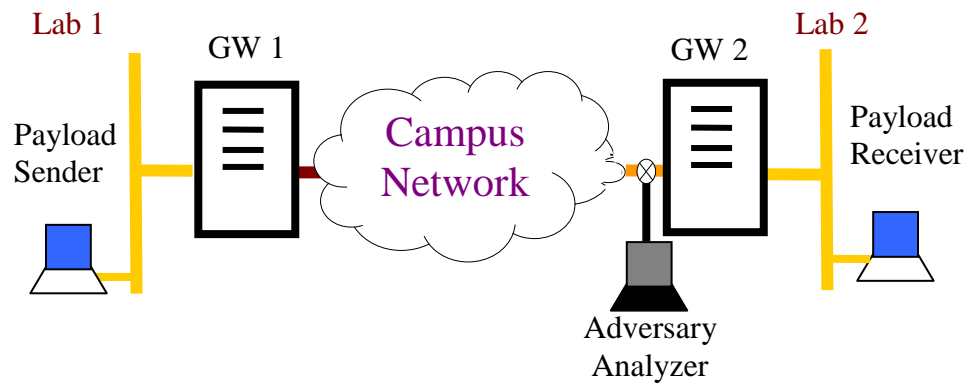 Lab 1
GW 1
GW 2
Lab 2
Payload
Sender
Campus
Network
Payload
Receiver
Adversary
Analyzer